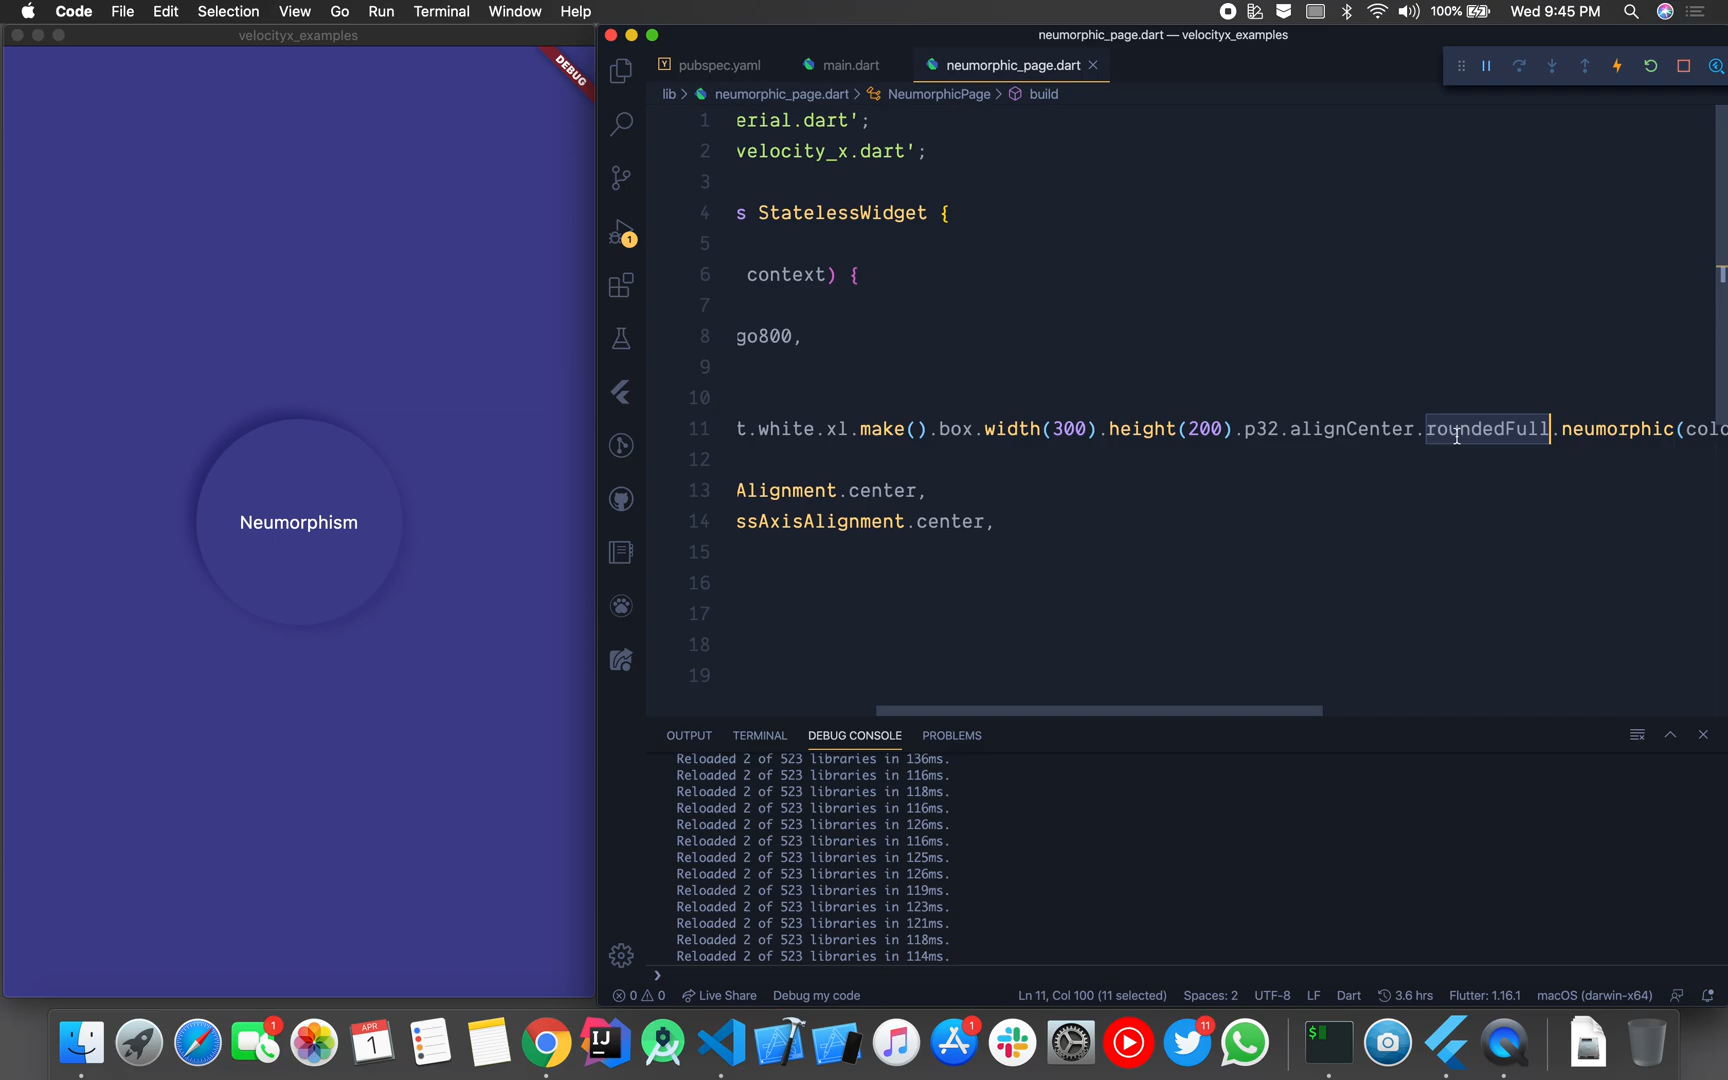 Code File Edit Selection View Go Run Terminal Window Help
100% Wed 9:45 PM
velocityx_examples
DEBUG
Neumorphism
neumorphic_page.dart — velocityx_examples
pubspec.yaml main.dart neumorphic_page.dart
lib > neumorphic_page.dart > NeumorphicPage > build
1 erial.dart';
2 velocity_x.dart';
3
4 s StatelessWidget {
5
6 context) {
7
8 go800,
9
10
11 t.white.xl.make().box.width(300).height(200).p32.alignCenter.roundedFull.neumorphic(colo
12
13 Alignment.center,
14 ssAxisAlignment.center,
15
16
17
18
19
1
OUTPUT TERMINAL DEBUG CONSOLE PROBLEMS
Reloaded 2 of 523 libraries in 136ms.
Reloaded 2 of 523 libraries in 116ms.
Reloaded 2 of 523 libraries in 118ms.
Reloaded 2 of 523 libraries in 116ms.
Reloaded 2 of 523 libraries in 126ms.
Reloaded 2 of 523 libraries in 116ms.
Reloaded 2 of 523 libraries in 125ms.
Reloaded 2 of 523 libraries in 126ms.
Reloaded 2 of 523 libraries in 119ms.
Reloaded 2 of 523 libraries in 123ms.
Reloaded 2 of 523 libraries in 121ms.
Reloaded 2 of 523 libraries in 118ms.
Reloaded 2 of 523 libraries in 114ms.
0 0 Live Share Debug my code Ln 11, Col 100 (11 selected) Spaces: 2 UTF-8 LF Dart 3.6 hrs Flutter: 1.16.1 macOS (darwin-x64)
1 APR 1 IJ 1 11 $